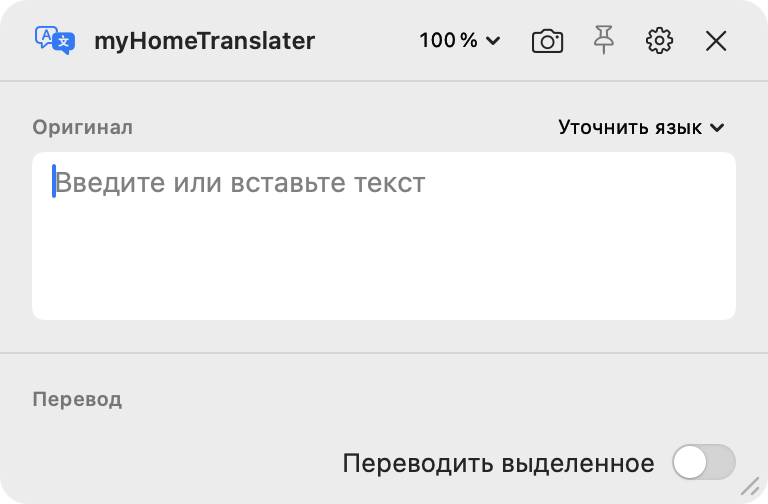 myHomeTranslater 100 %
Оригинал Уточнить язык
Введите или вставьте текст
Перевод
Переводить выделенное